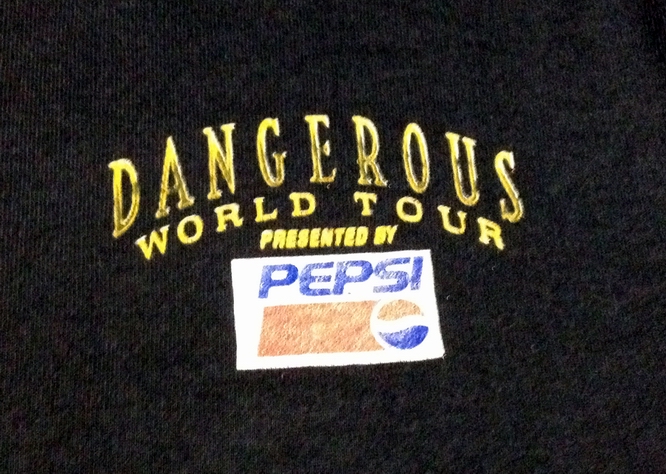 DANGEROUS
WORLD TOUR
PRESENTED BY
PEPSI